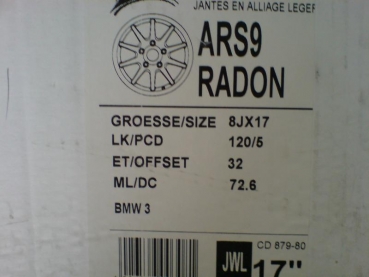 JANTES EN ALLIAGE LEGER
ARS9
RADON
GROESSE/SIZE 8JX17
LK/PCD 120/5
ET/OFFSET 32
ML/DC 72.6
BMW 3
CD 879-80
JWL 17"